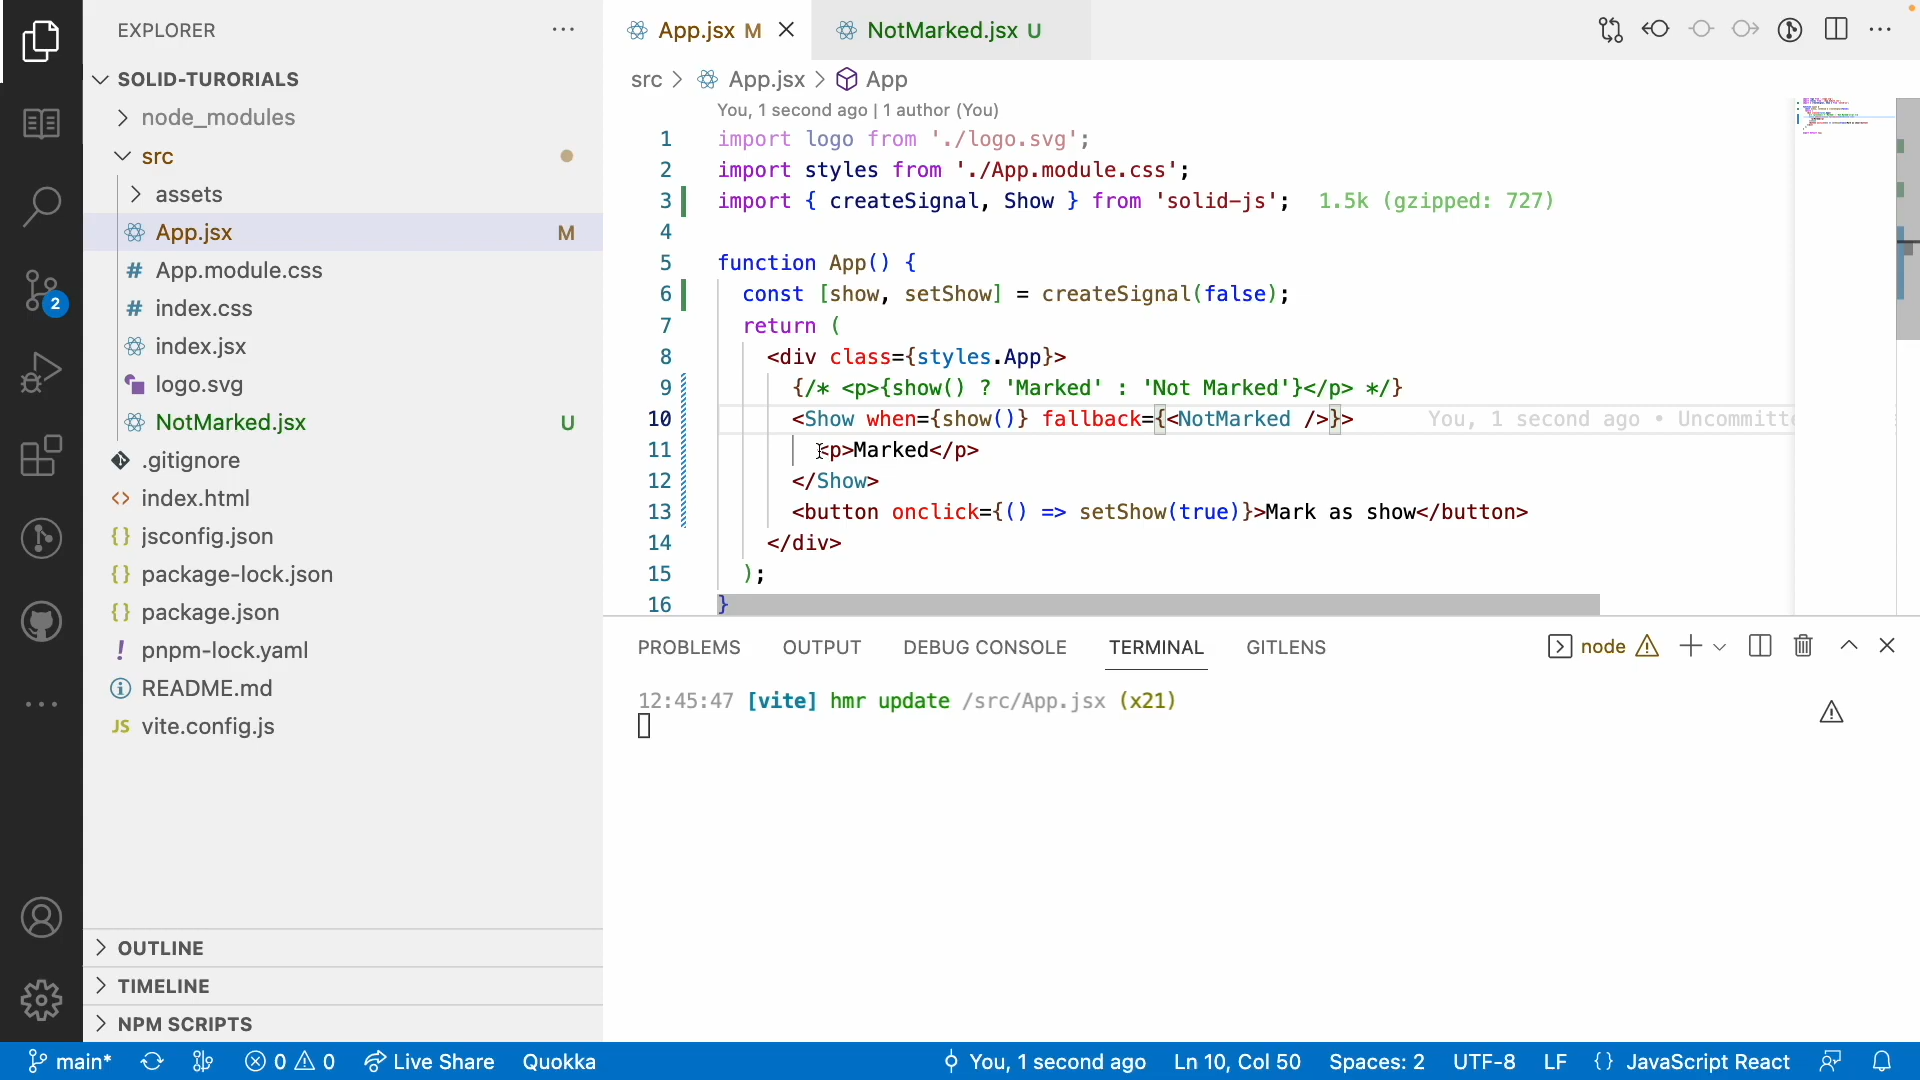 EXPLORER
SOLID-TURORIALS
node_modules
src
assets
App.jsx M
# App.module.css
# index.css
index.jsx
logo.svg
NotMarked.jsx U
.gitignore
<> index.html
{} jsconfig.json
{} package-lock.json
{} package.json
! pnpm-lock.yaml
README.md
JS vite.config.js
OUTLINE
TIMELINE
NPM SCRIPTS
2
App.jsx M
NotMarked.jsx U
src > App.jsx > App
You, 1 second ago | 1 author (You)
1 import logo from './logo.svg';
2 import styles from './App.module.css';
3 import { createSignal, Show } from 'solid-js'; 1.5k (gzipped: 727)
4
5 function App() {
6 const [show, setShow] = createSignal(false);
7 return (
8 <div class={styles.App}>
9 {/* <p>{show() ? 'Marked' : 'Not Marked'}</p> */}
10 <Show when={show()} fallback={<NotMarked />}> You, 1 second ago • Uncommitte
11 <p>Marked</p>
12 </Show>
13 <button onclick={() => setShow(true)}>Mark as show</button>
14 </div>
15 );
16 }
PROBLEMS OUTPUT DEBUG CONSOLE TERMINAL GITLENS node
12:45:47 [vite] hmr update /src/App.jsx (x21)
main* 0 0 Live Share Quokka You, 1 second ago Ln 10, Col 50 Spaces: 2 UTF-8 LF {} JavaScript React